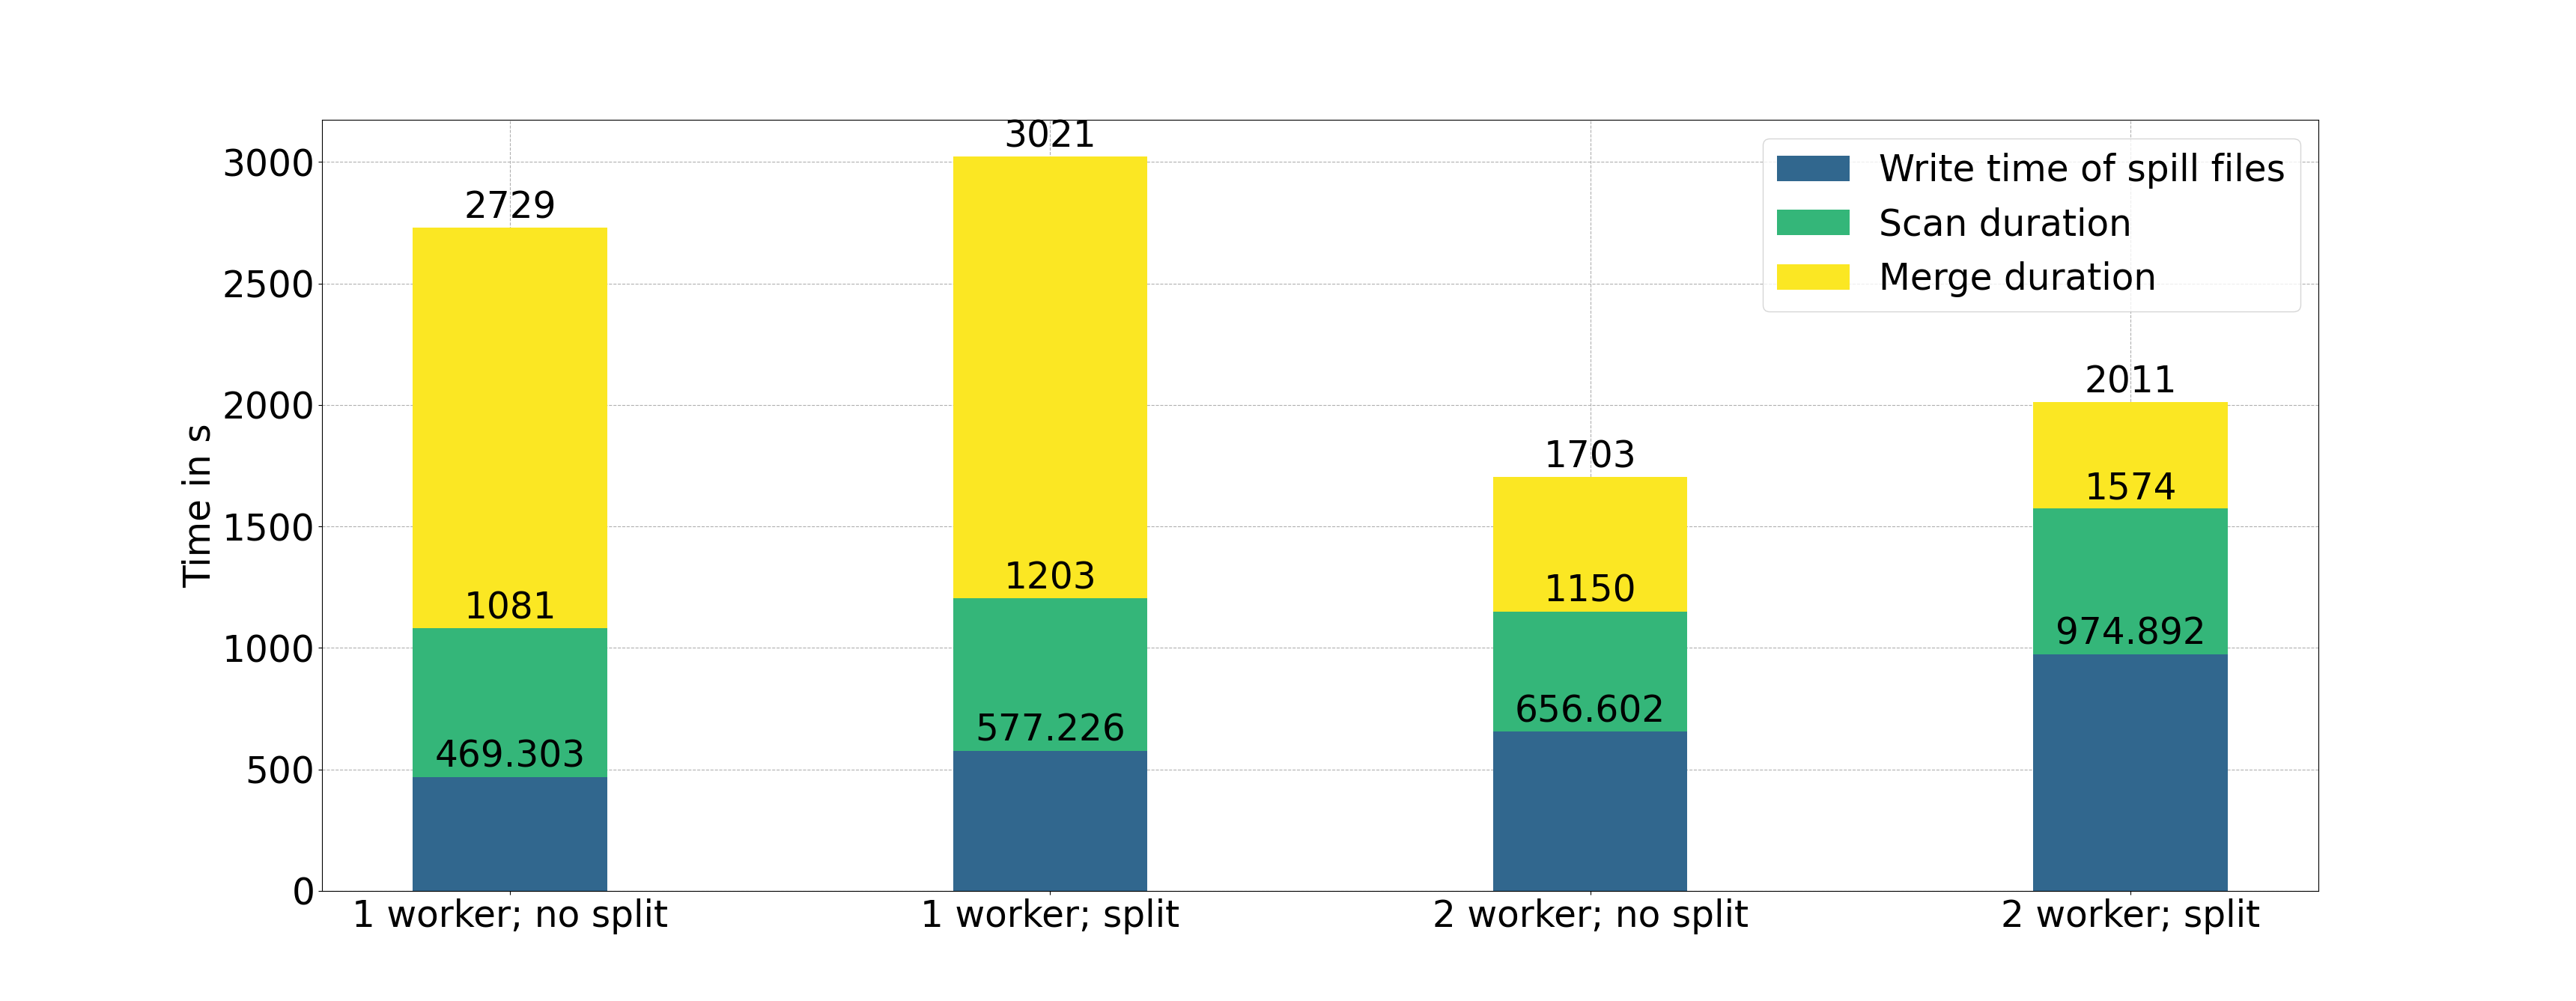 Time in s
3000
2500
2000
1500
1000
500
0
2729
1081
469.303
3021
1203
577.226
1703
1150
656.602
2011
1574
974.892
Write time of spill files
Scan duration
Merge duration
1 worker; no split
1 worker; split
2 worker; no split
2 worker; split